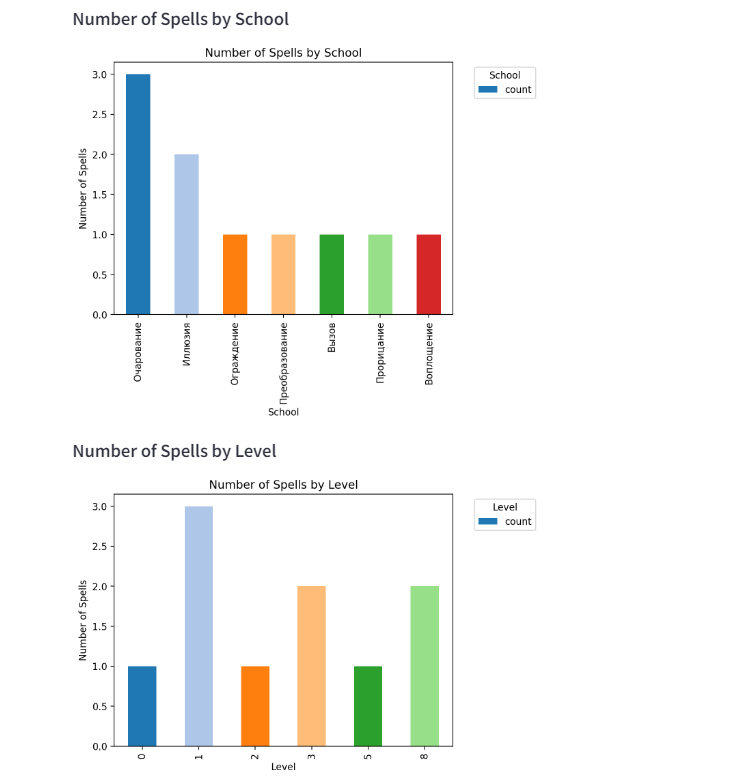 Number of Spells by School
Number of Spells by School
School
count
Number of Spells
3.0
2.5
2.0
1.5
1.0
0.5
0.0
Очарование
Иллюзия
Ограждение
Преобразование
Вызов
Прорицание
Воплощение
School
Number of Spells by Level
Number of Spells by Level
Level
count
Number of Spells
3.0
2.5
2.0
1.5
1.0
0.5
0.0
0
1
2
3
5
8
Level